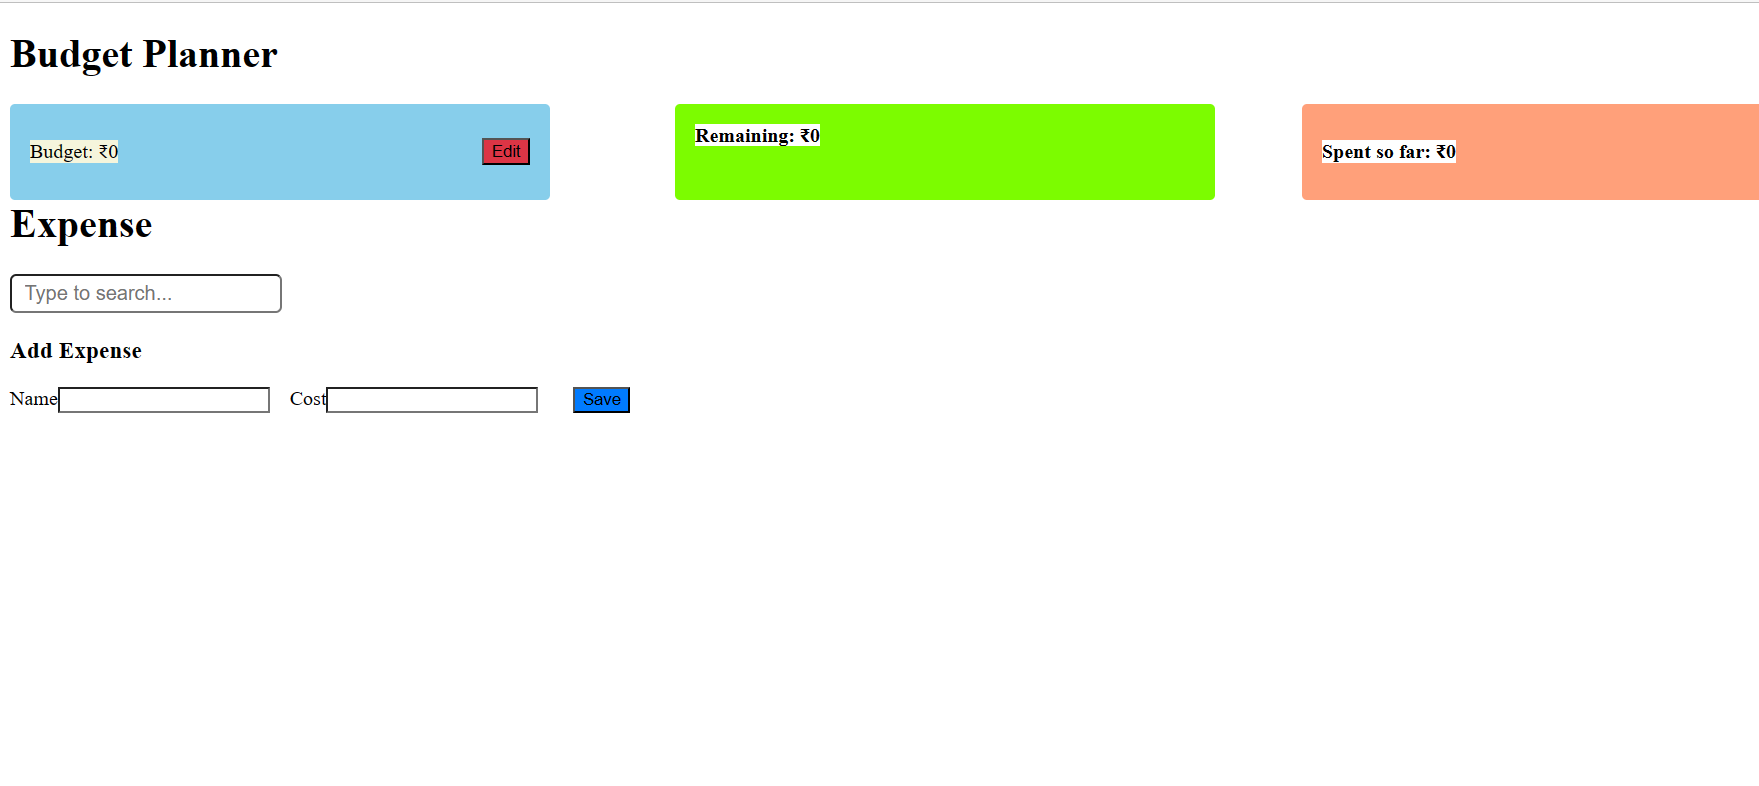 Budget Planner
Budget: ₹0
Edit
Remaining: ₹0
Spent so far: ₹0
Expense
Type to search...
Add Expense
Name
Cost
Save